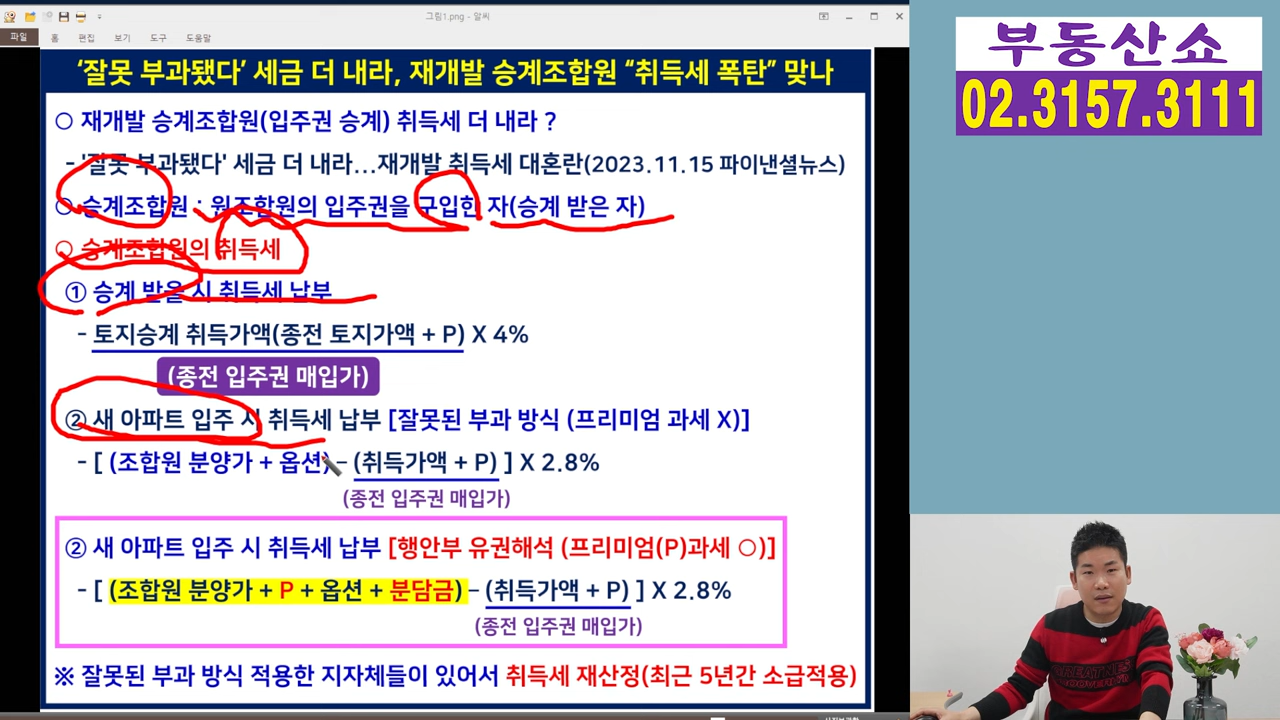 그림1.png - 알씨
파일 홈 편집 보기 도구 도움말
부동산쇼
02.3157.3111
'잘못 부과됐다' 세금 더 내라, 재개발 승계조합원 “취득세 폭탄” 맞나
○ 재개발 승계조합원(입주권 승계) 취득세 더 내라 ?
- '잘못 부과됐다' 세금 더 내라...재개발 취득세 대혼란(2023.11.15 파이낸셜뉴스)
○ 승계조합원 : 원조합원의 입주권을 구입한 자(승계 받은 자)
○ 승계조합원의 취득세
① 승계 받을 시 취득세 납부
- 토지승계 취득가액(종전 토지가액 + P) X 4%
(종전 입주권 매입가)
② 새 아파트 입주 시 취득세 납부 [잘못된 부과 방식 (프리미엄 과세 X)]
- [ (조합원 분양가 + 옵션) - (취득가액 + P) ] X 2.8%
(종전 입주권 매입가)
② 새 아파트 입주 시 취득세 납부 [행안부 유권해석 (프리미엄(P)과세 ○)]
- [ (조합원 분양가 + P + 옵션 + 분담금) - (취득가액 + P) ] X 2.8%
(종전 입주권 매입가)
※ 잘못된 부과 방식 적용한 지자체들이 있어서 취득세 재산정(최근 5년간 소급적용)